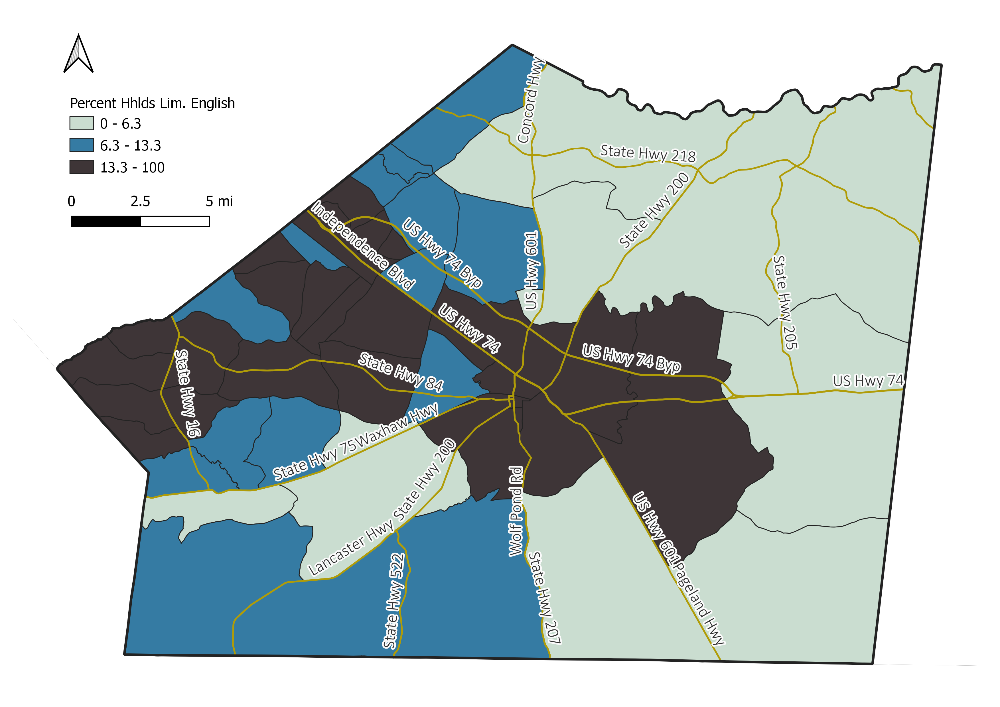 Percent Hhlds Lim. English
0 - 6.3
6.3 - 13.3
13.3 - 100
0 2.5 5 mi
Concord Hwy
State Hwy 218
State Hwy 200
Independence Blvd
US Hwy 74 Byp
US Hwy 601
State Hwy 205
US Hwy 74
US Hwy 74 Byp
State Hwy 84
State Hwy 16
US Hwy 74
State Hwy 75
Waxhaw Hwy
State Hwy 200
Lancaster Hwy
Wolf Pond Rd
US Hwy 601
Pageland Hwy
State Hwy 522
State Hwy 207